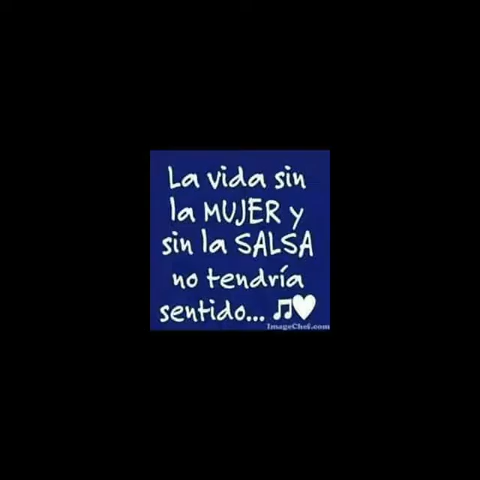 La vida sin
la MUJER y
sin la SALSA
no tendría
sentido... ♫🤍
ImageChef.com